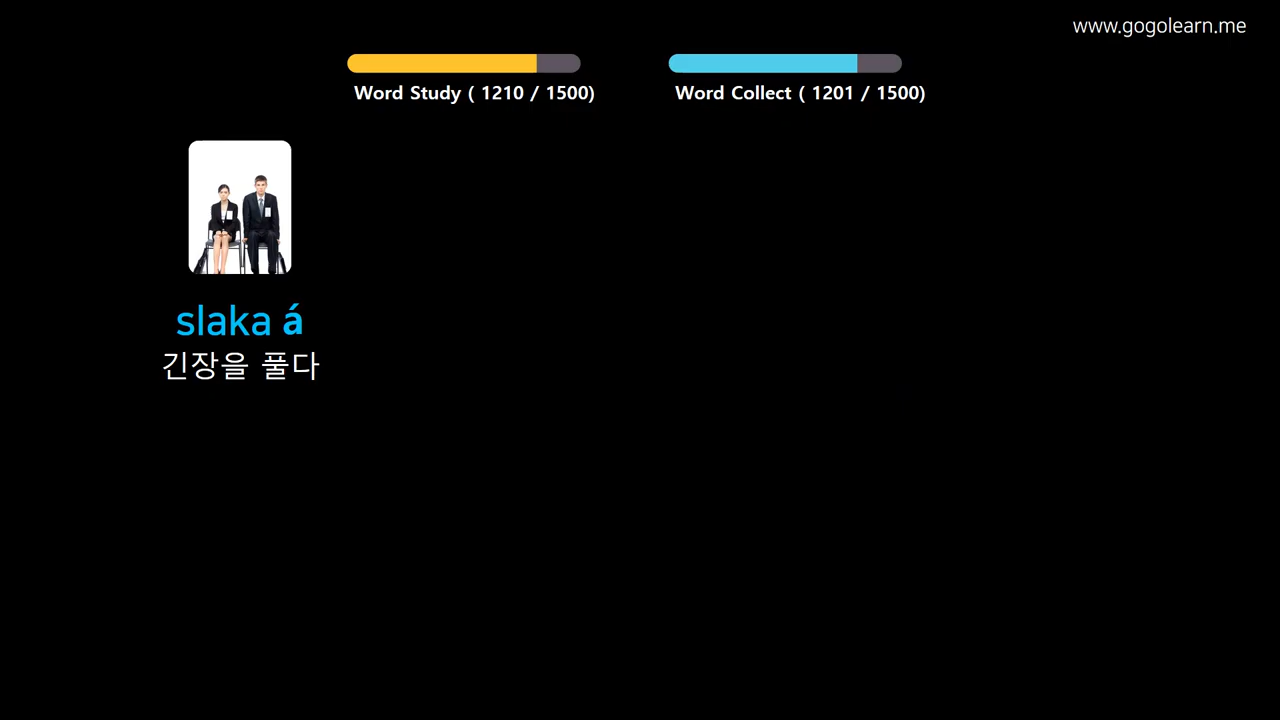 www.gogolearn.me
Word Study ( 1210 / 1500)
Word Collect ( 1201 / 1500)
slaka á
긴장을 풀다